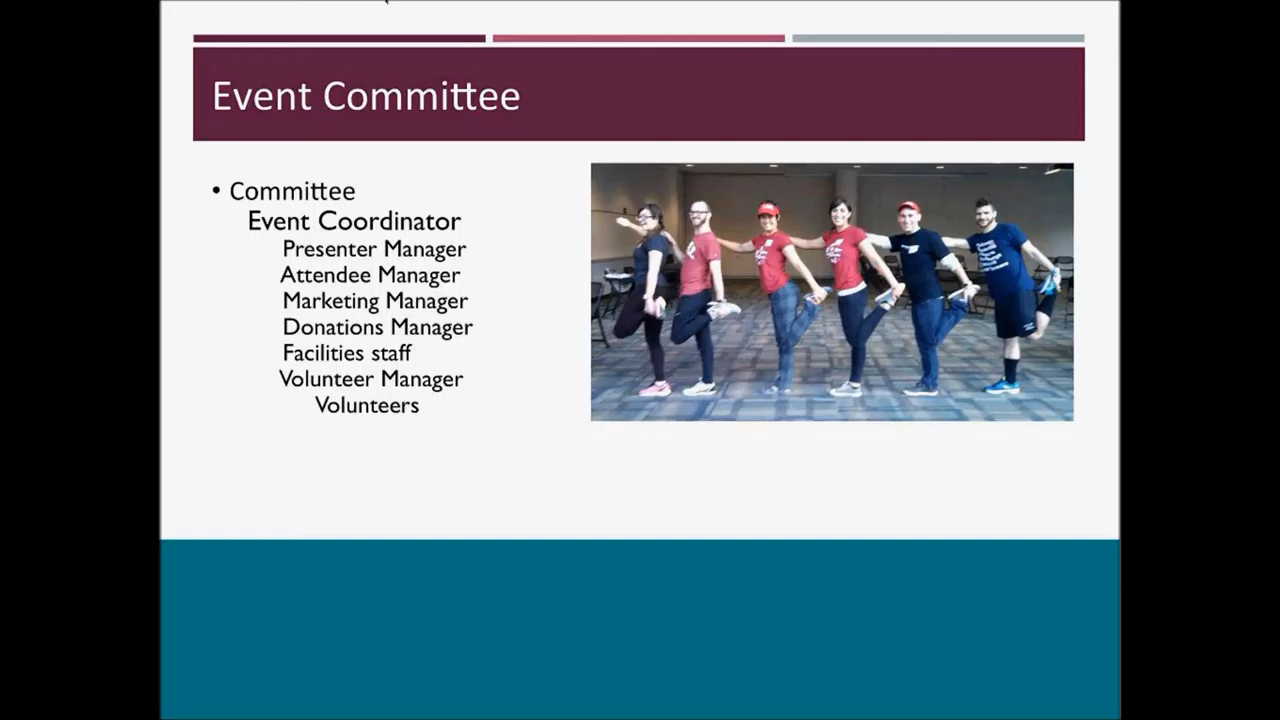 Event Committee
• Committee
Event Coordinator
Presenter Manager
Attendee Manager
Marketing Manager
Donations Manager
Facilities staff
Volunteer Manager
Volunteers